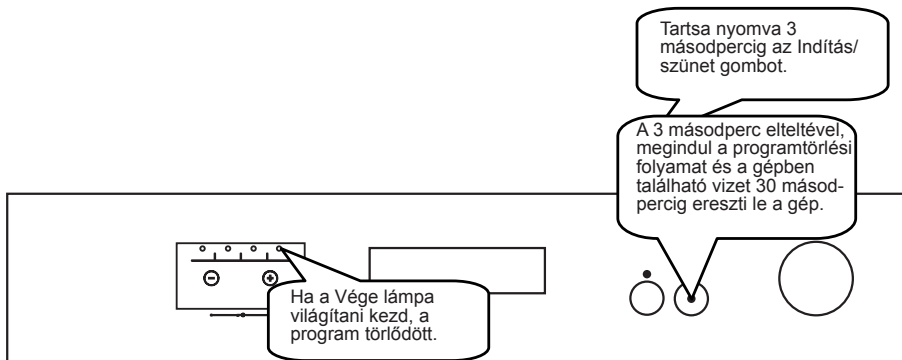 Tartsa nyomva 3
másodpercig az Indítás/
szünet gombot.
A 3 másodperc elteltével,
megindul a programtörlési
folyamat és a gépben
található vizet 30 másod-
percig ereszti le a gép.
Ha a Vége lámpa
világítani kezd, a
program törlődött.